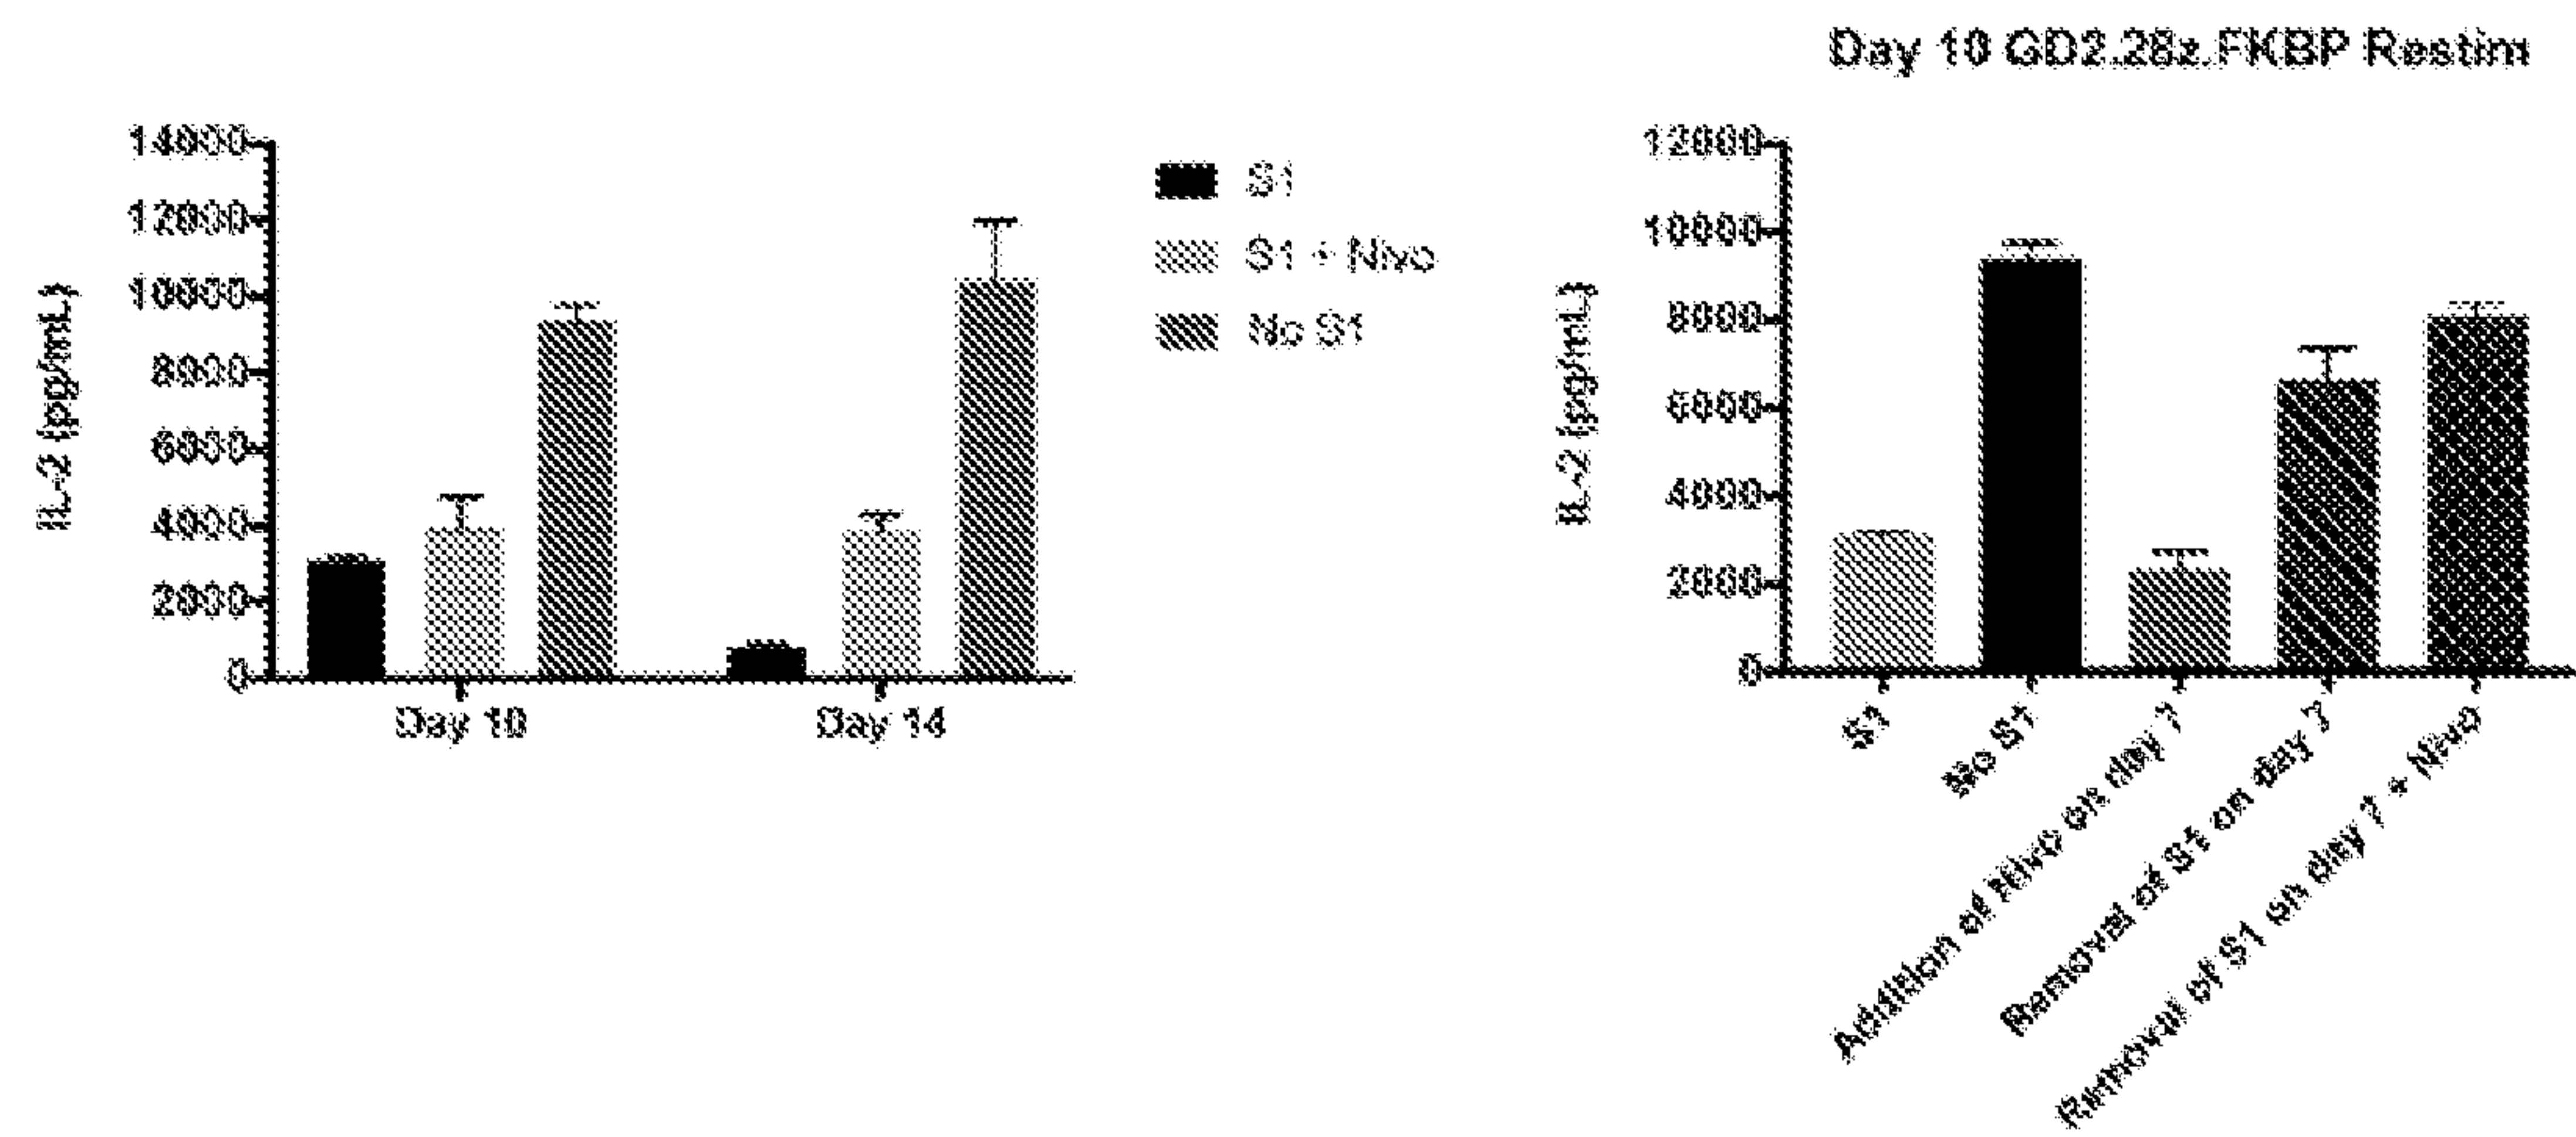 IL-2 (pg/mL)
14000
12000
10000
8000
6000
4000
2000
0
Day 10
Day 14
S1
S1 + Nivo
No S1
Day 10 GD2.28z.FKBP Restim
IL-2 (pg/mL)
12000
10000
8000
6000
4000
2000
0
S1
No S1
Addition of Nivo on day 7
Removal of S1 on day 7
Removal of S1 on day 7 + Nivo